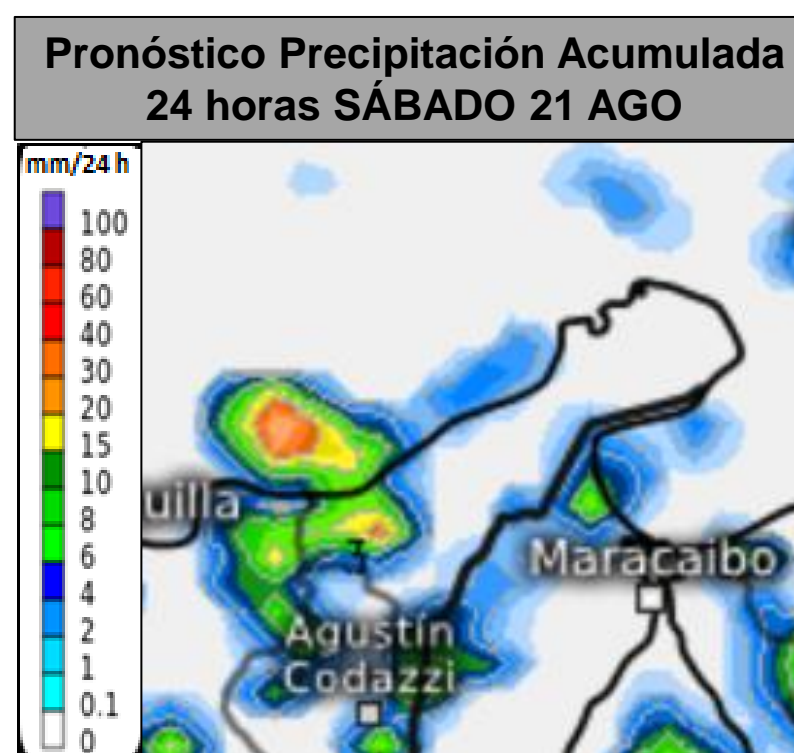 Pronóstico Precipitación Acumulada
24 horas SÁBADO 21 AGO
mm/24 h
100
80
60
40
30
20
15
10
8
6
4
2
1
0.1
0
uilla
Maracaibo
Agustín
Codazzi